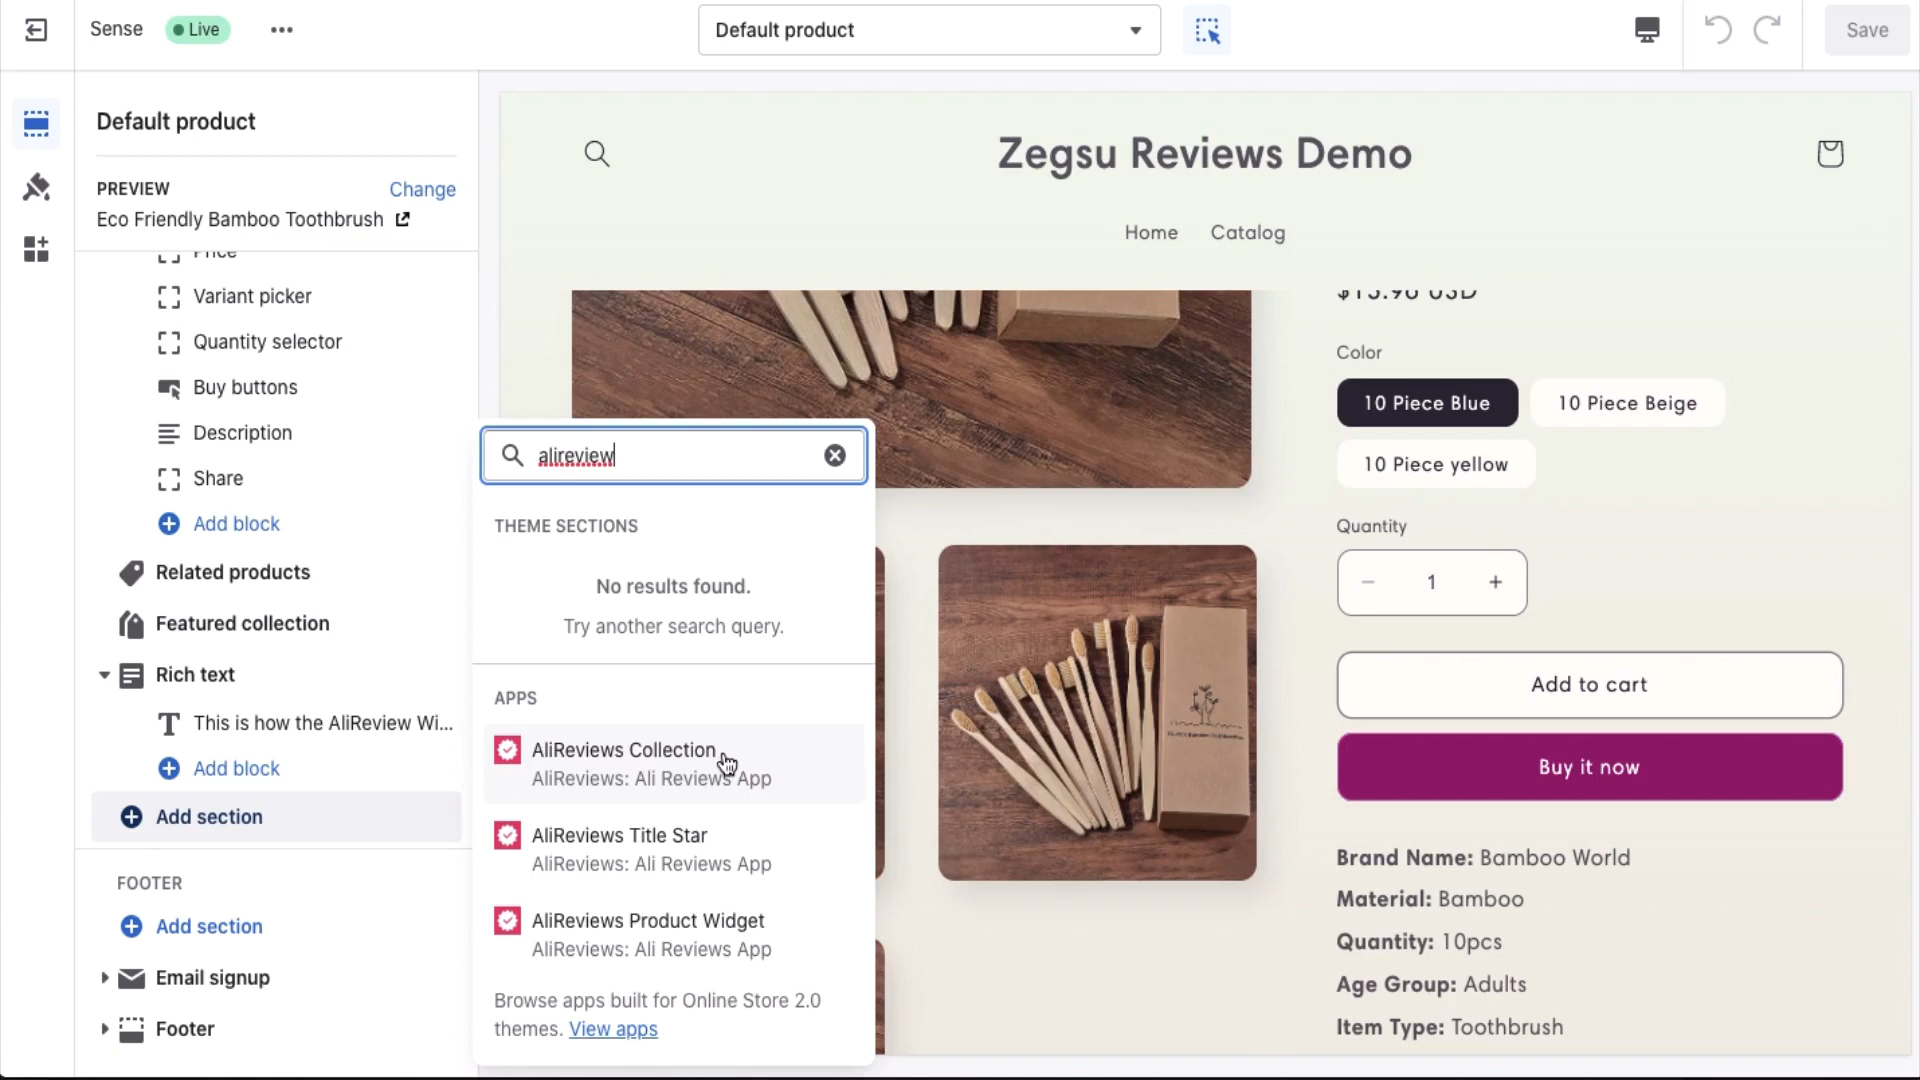 Sense
Live
Default product
Save
Default product
PREVIEW
Change
Eco Friendly Bamboo Toothbrush
Price
Variant picker
Quantity selector
Buy buttons
Description
Share
Add block
Related products
Featured collection
Rich text
This is how the AliReview Wi...
Add block
Add section
FOOTER
Add section
Email signup
Footer
alireview
THEME SECTIONS
No results found.
Try another search query.
APPS
AliReviews Collection
AliReviews: Ali Reviews App
AliReviews Title Star
AliReviews: Ali Reviews App
AliReviews Product Widget
AliReviews: Ali Reviews App
Browse apps built for Online Store 2.0
themes. View apps
Zegsu Reviews Demo
Home Catalog
$15.96 USD
Color
10 Piece Blue
10 Piece Beige
10 Piece yellow
Quantity
1
Add to cart
Buy it now
Brand Name: Bamboo World
Material: Bamboo
Quantity: 10pcs
Age Group: Adults
Item Type: Toothbrush